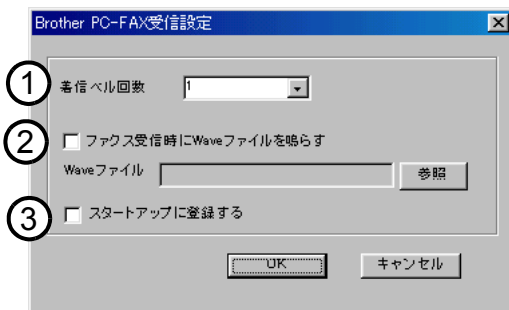 Brother PC-FAX受信設定
① 着信ベル回数 1
② ファクス受信時にWaveファイルを鳴らす
Waveファイル 参照
③ スタートアップに登録する
OK キャンセル